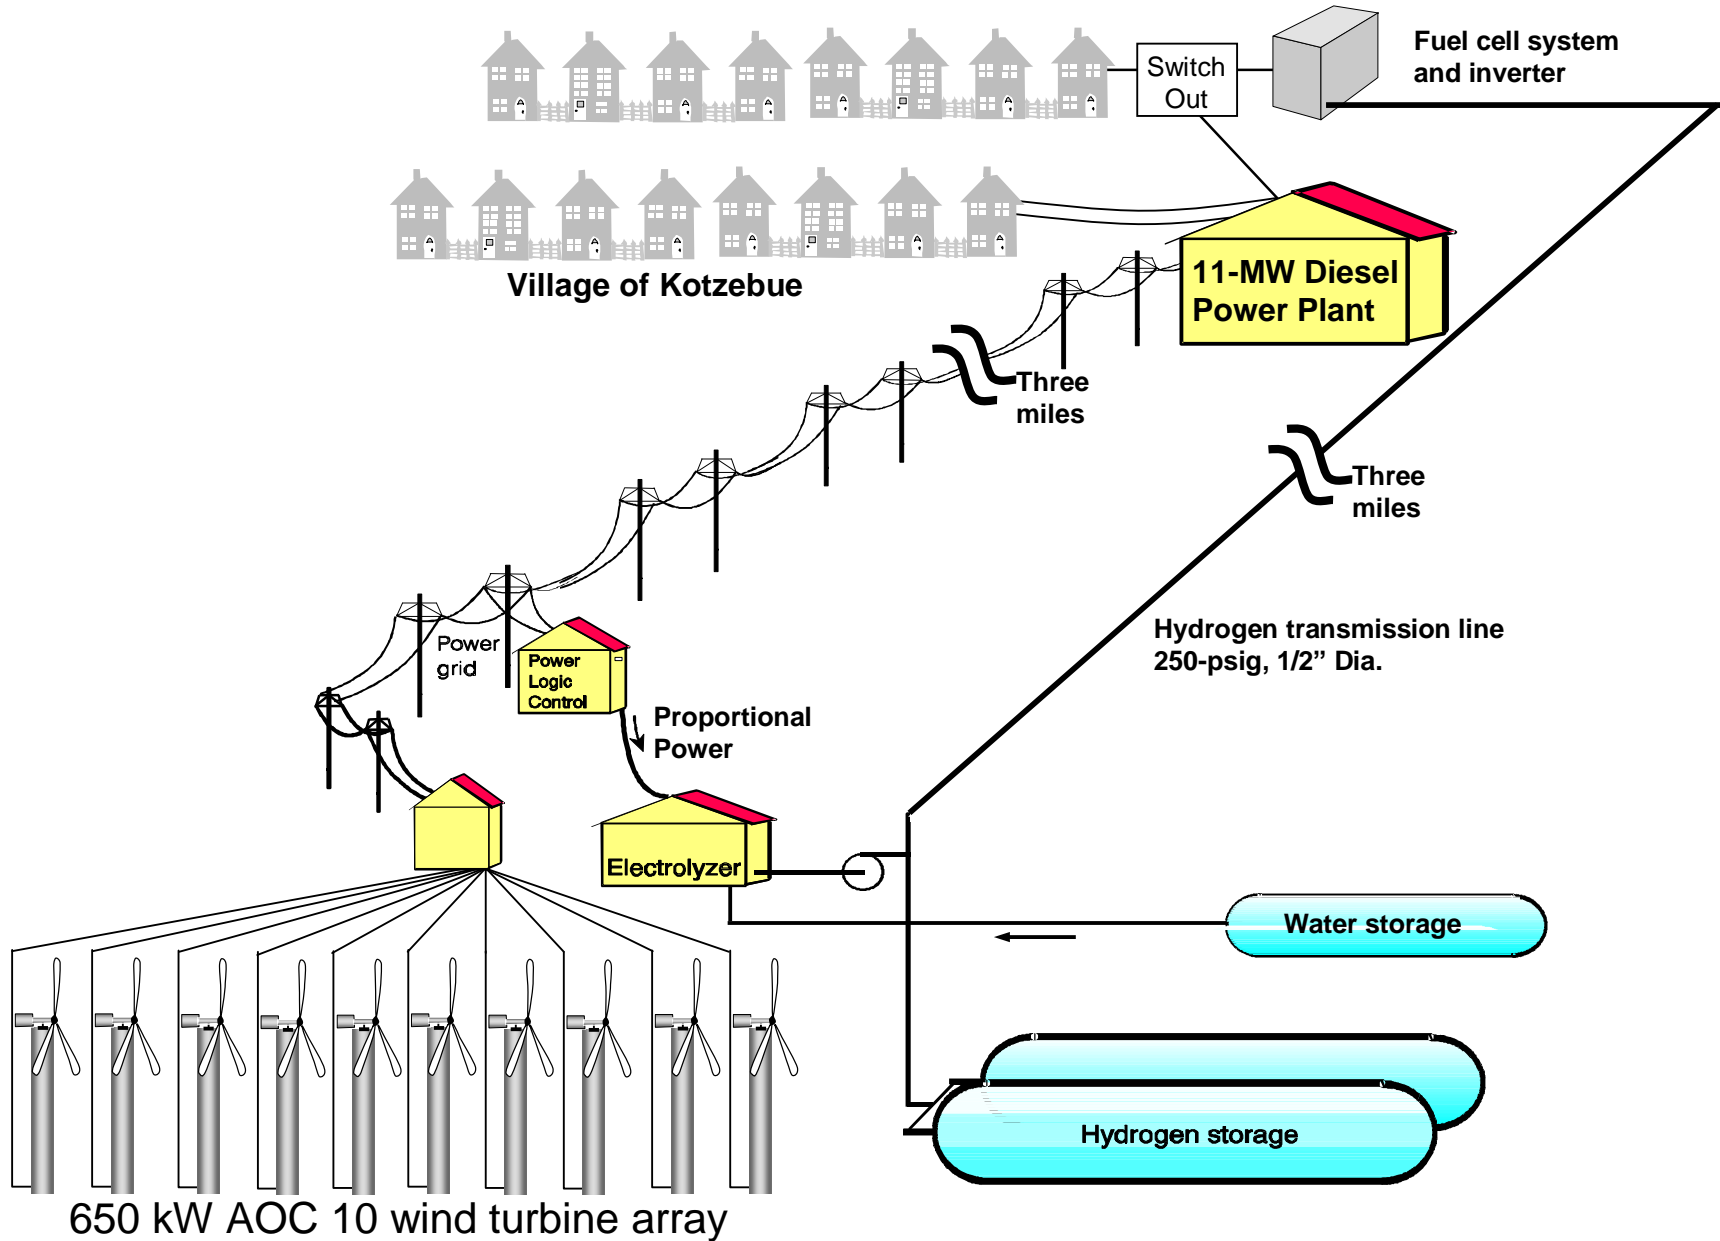 Switch
Out
Fuel cell system
and inverter
Village of Kotzebue
11-MW Diesel
Power Plant
Three
miles
Three
miles
Hydrogen transmission line
250-psig, 1/2” Dia.
Power
grid
Power
Logic
Control
Proportional
Power
Electrolyzer
Water storage
Hydrogen storage
650 kW AOC 10 wind turbine array